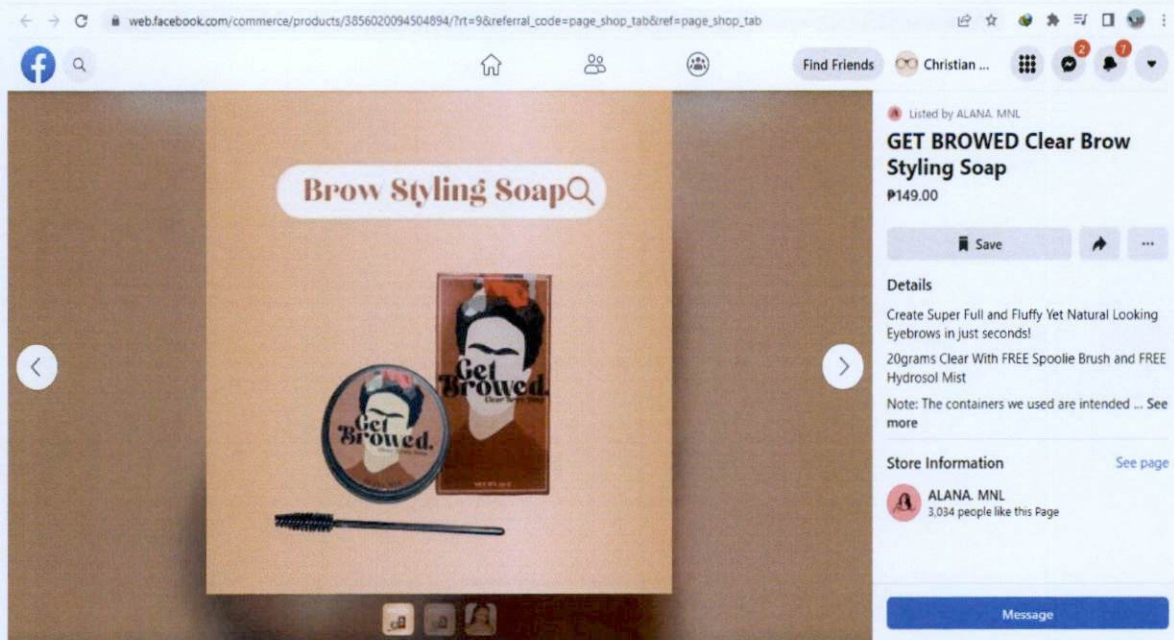 web.facebook.com/commerce/products/3856020094504894/?rt=9&referral_code=page_shop_tab&ref=page_shop_tab
Find Friends
Christian ...
2
7
Listed by ALANA. MNL
GET BROWED Clear Brow
Styling Soap
₱149.00
Save
Details
Create Super Full and Fluffy Yet Natural Looking
Eyebrows in just seconds!
20grams Clear With FREE Spoolie Brush and FREE
Hydrosol Mist
Note: The containers we used are intended ... See
more
Store Information
See page
ALANA. MNL
3,034 people like this Page
Message
Brow Styling Soap
Get
Browed.
Clear Brow Soap
Get
Browed.